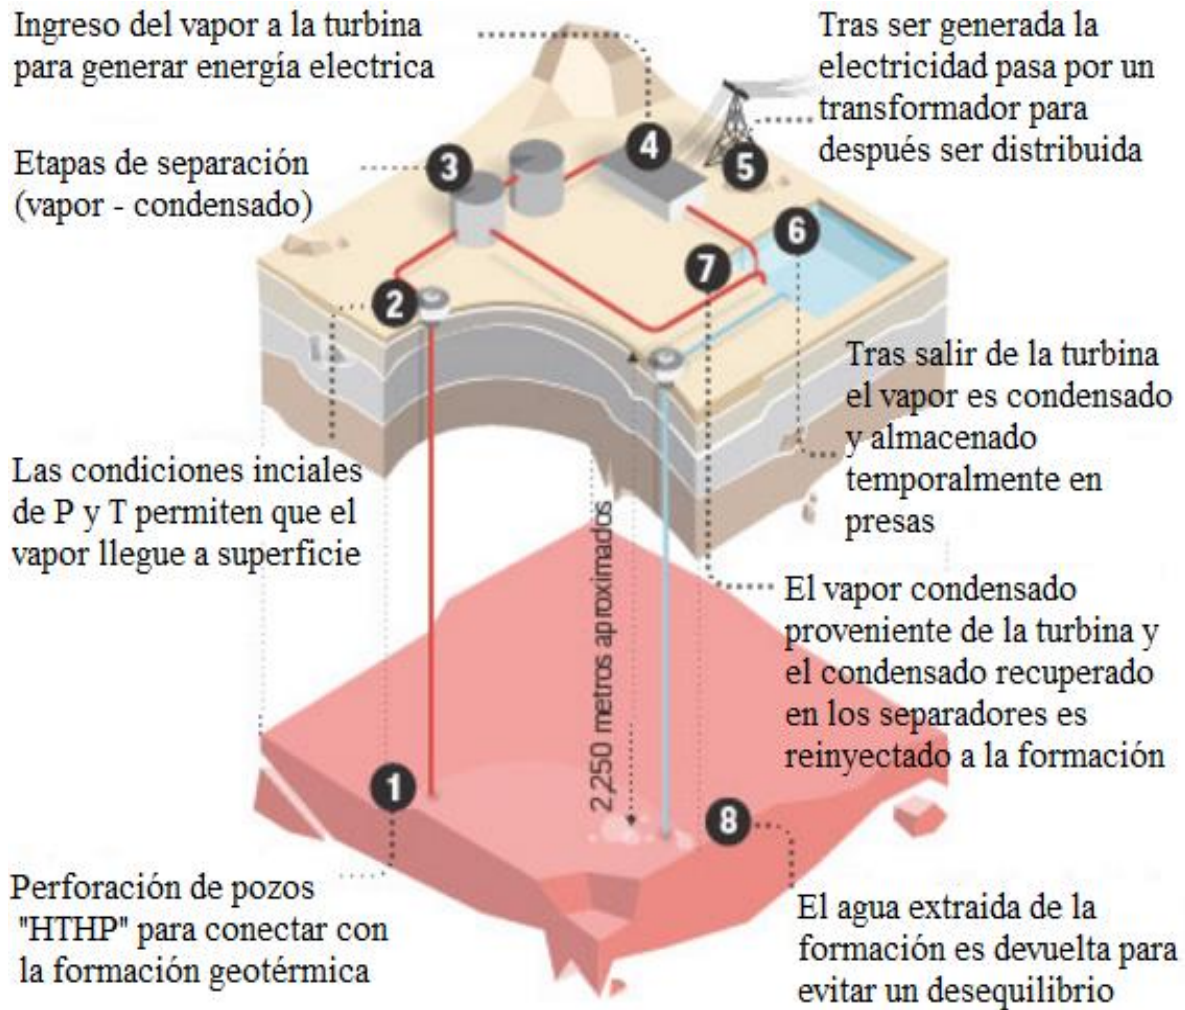 Ingreso del vapor a la turbina
para generar energía electrica
Tras ser generada la
electricidad pasa por un
transformador para
después ser distribuida
Etapas de separación
(vapor - condensado)
3
4
5
6
7
2
Las condiciones inciales
de P y T permiten que el
vapor llegue a superficie
Tras salir de la turbina
el vapor es condensado
y almacenado
temporalmente en
presas
2,250 metros aproximados
El vapor condensado
proveniente de la turbina y
el condensado recuperado
en los separadores es
reinyectado a la formación
1
8
Perforación de pozos
"HTHP" para conectar con
la formación geotérmica
El agua extraida de la
formación es devuelta para
evitar un desequilibrio